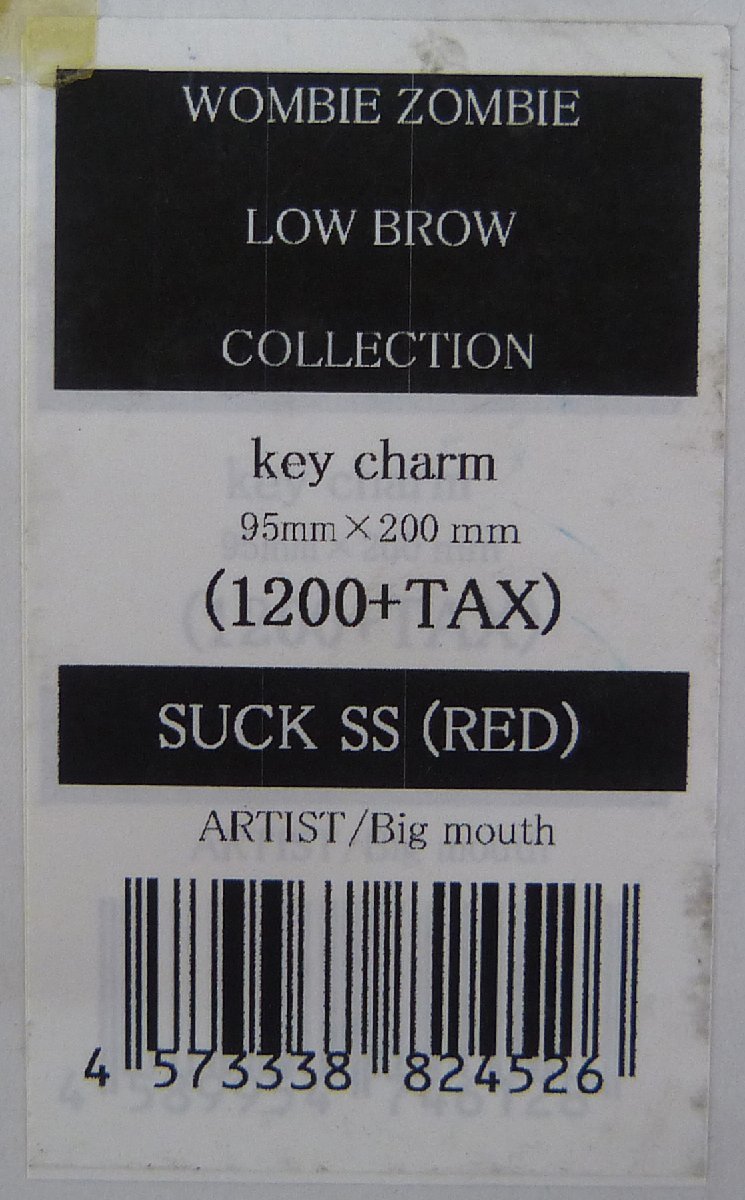 WOMBIE ZOMBIE
LOW BROW
COLLECTION
key charm
95mm×200 mm
(1200+TAX)
SUCK SS (RED)
ARTIST/Big mouth
4 573338 824526